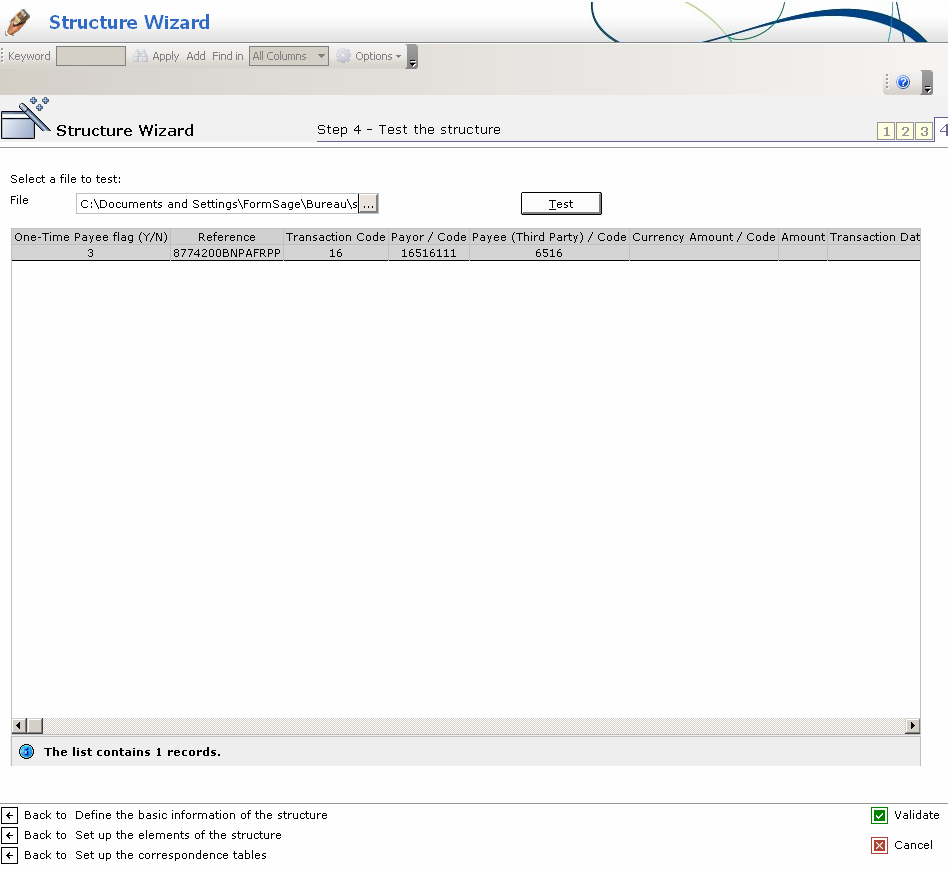 Structure Wizard
Keyword Apply Add Find in All Columns Options
Structure Wizard Step 4 - Test the structure 1 2 3 4
Select a file to test:
File C:\Documents and Settings\FormSage\Bureau\s ... Test
One-Time Payee flag (Y/N) Reference Transaction Code Payor / Code Payee (Third Party) / Code Currency Amount / Code Amount Transaction Dat
3 8774200BNPAFRPP 16 16516111 6516
The list contains 1 records.
Back to Define the basic information of the structure Validate
Back to Set up the elements of the structure
Back to Set up the correspondence tables Cancel